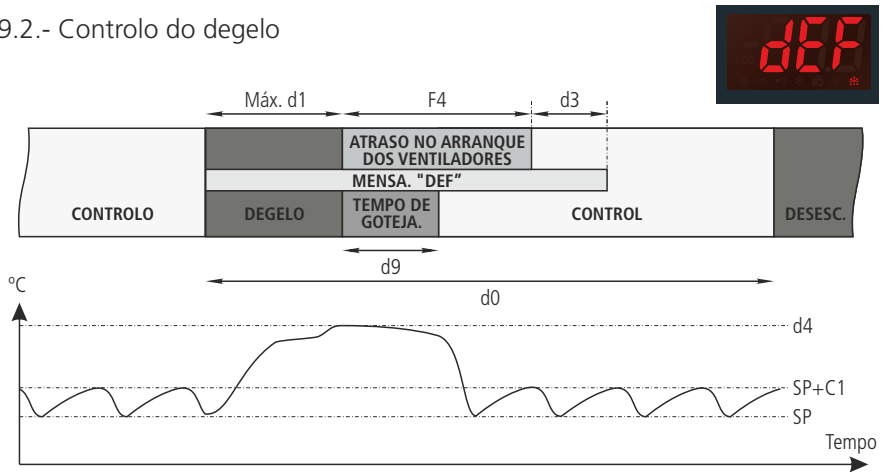 9.2.- Controlo do degelo
dEF
Máx. d1
F4
d3
ATRASO NO ARRANQUE
DOS VENTILADORES
MENSA. "DEF”
CONTROLO
DEGELO
TEMPO DE
GOTEJA.
CONTROL
DESESC.
d9
d0
ºC
d4
SP+C1
SP
Tempo